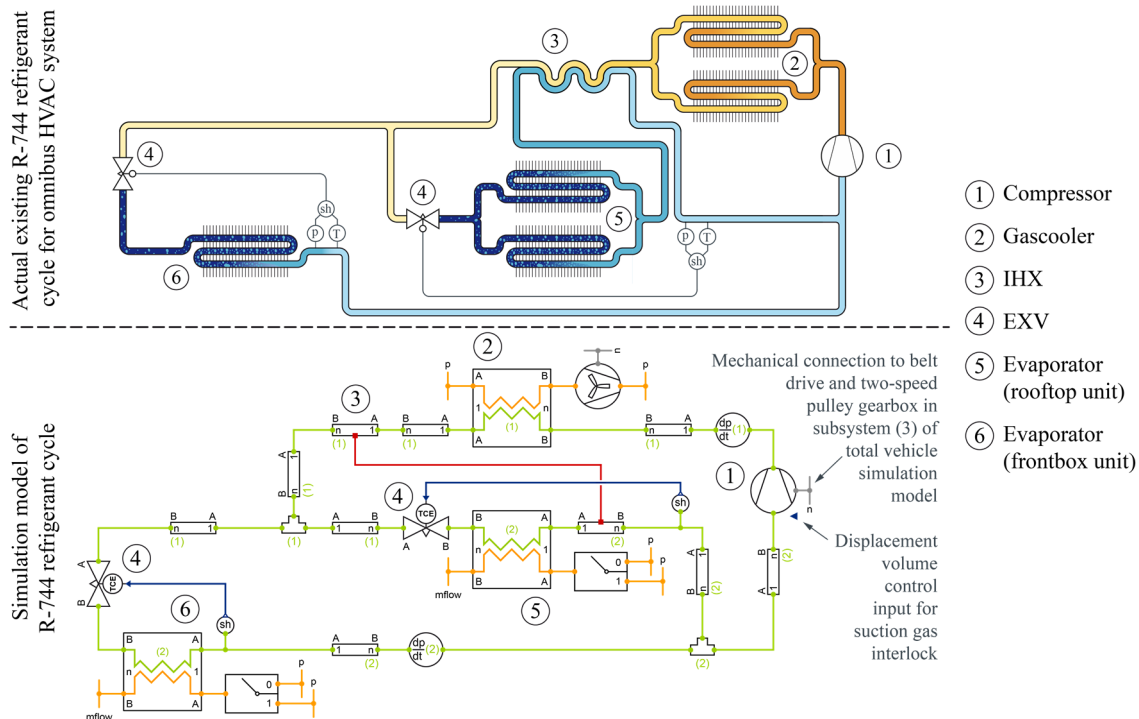 Actual existing R-744 refrigerant
cycle for omnibus HVAC system
3
2
4
1
4
sh
p
T
5
p
T
sh
6
1 Compressor
2 Gascooler
3 IHX
4 EXV
5 Evaporator
(rooftop unit)
6 Evaporator
(frontbox unit)
Simulation model of
R-744 refrigerant cycle
2
n
p
A
B
p
1
n
(1)
A
B
3
B
A
n
1
(1)
B
A
n
1
(1)
B
A
n
1
(1)
dp
dt
(1)
Mechanical connection to belt
drive and two-speed
pulley gearbox in
subsystem (3) of
total vehicle
simulation
model
1
n
A
1
n
B
(1)
4
TCE
A
B
sh
B
A
n
1
(1)
(1)
A
B
1
n
(1)
B
A
(2)
n
1
B
A
mflow
5
A
B
1
n
(2)
0
1
p
p
A
1
n
B
(2)
B
n
1
A
(2)
Displacement
volume
control
input for
suction gas
interlock
4
A
B
TCE
6
sh
B
A
(2)
n
1
B
A
mflow
0
1
p
p
A
B
1
n
(2)
dp
dt
(2)
(2)